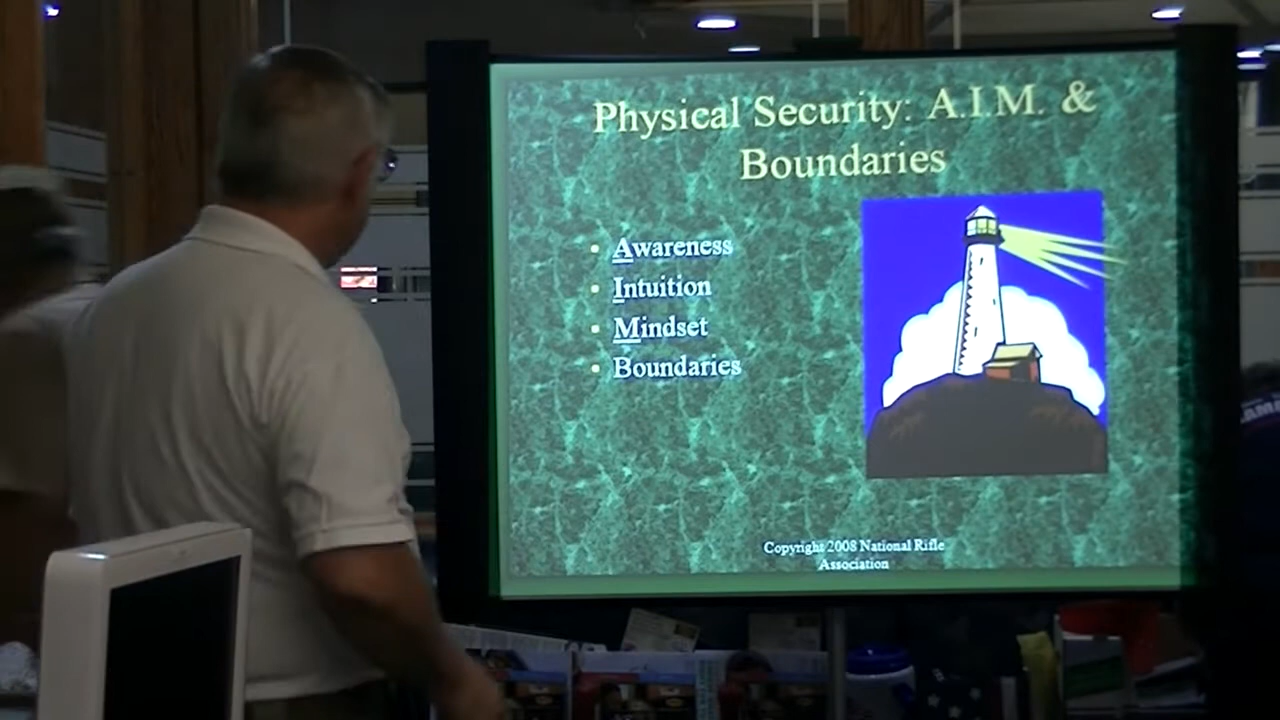 Physical Security: A.I.M. &
Boundaries
• Awareness
• Intuition
• Mindset
• Boundaries
Copyright 2008 National Rifle
Association